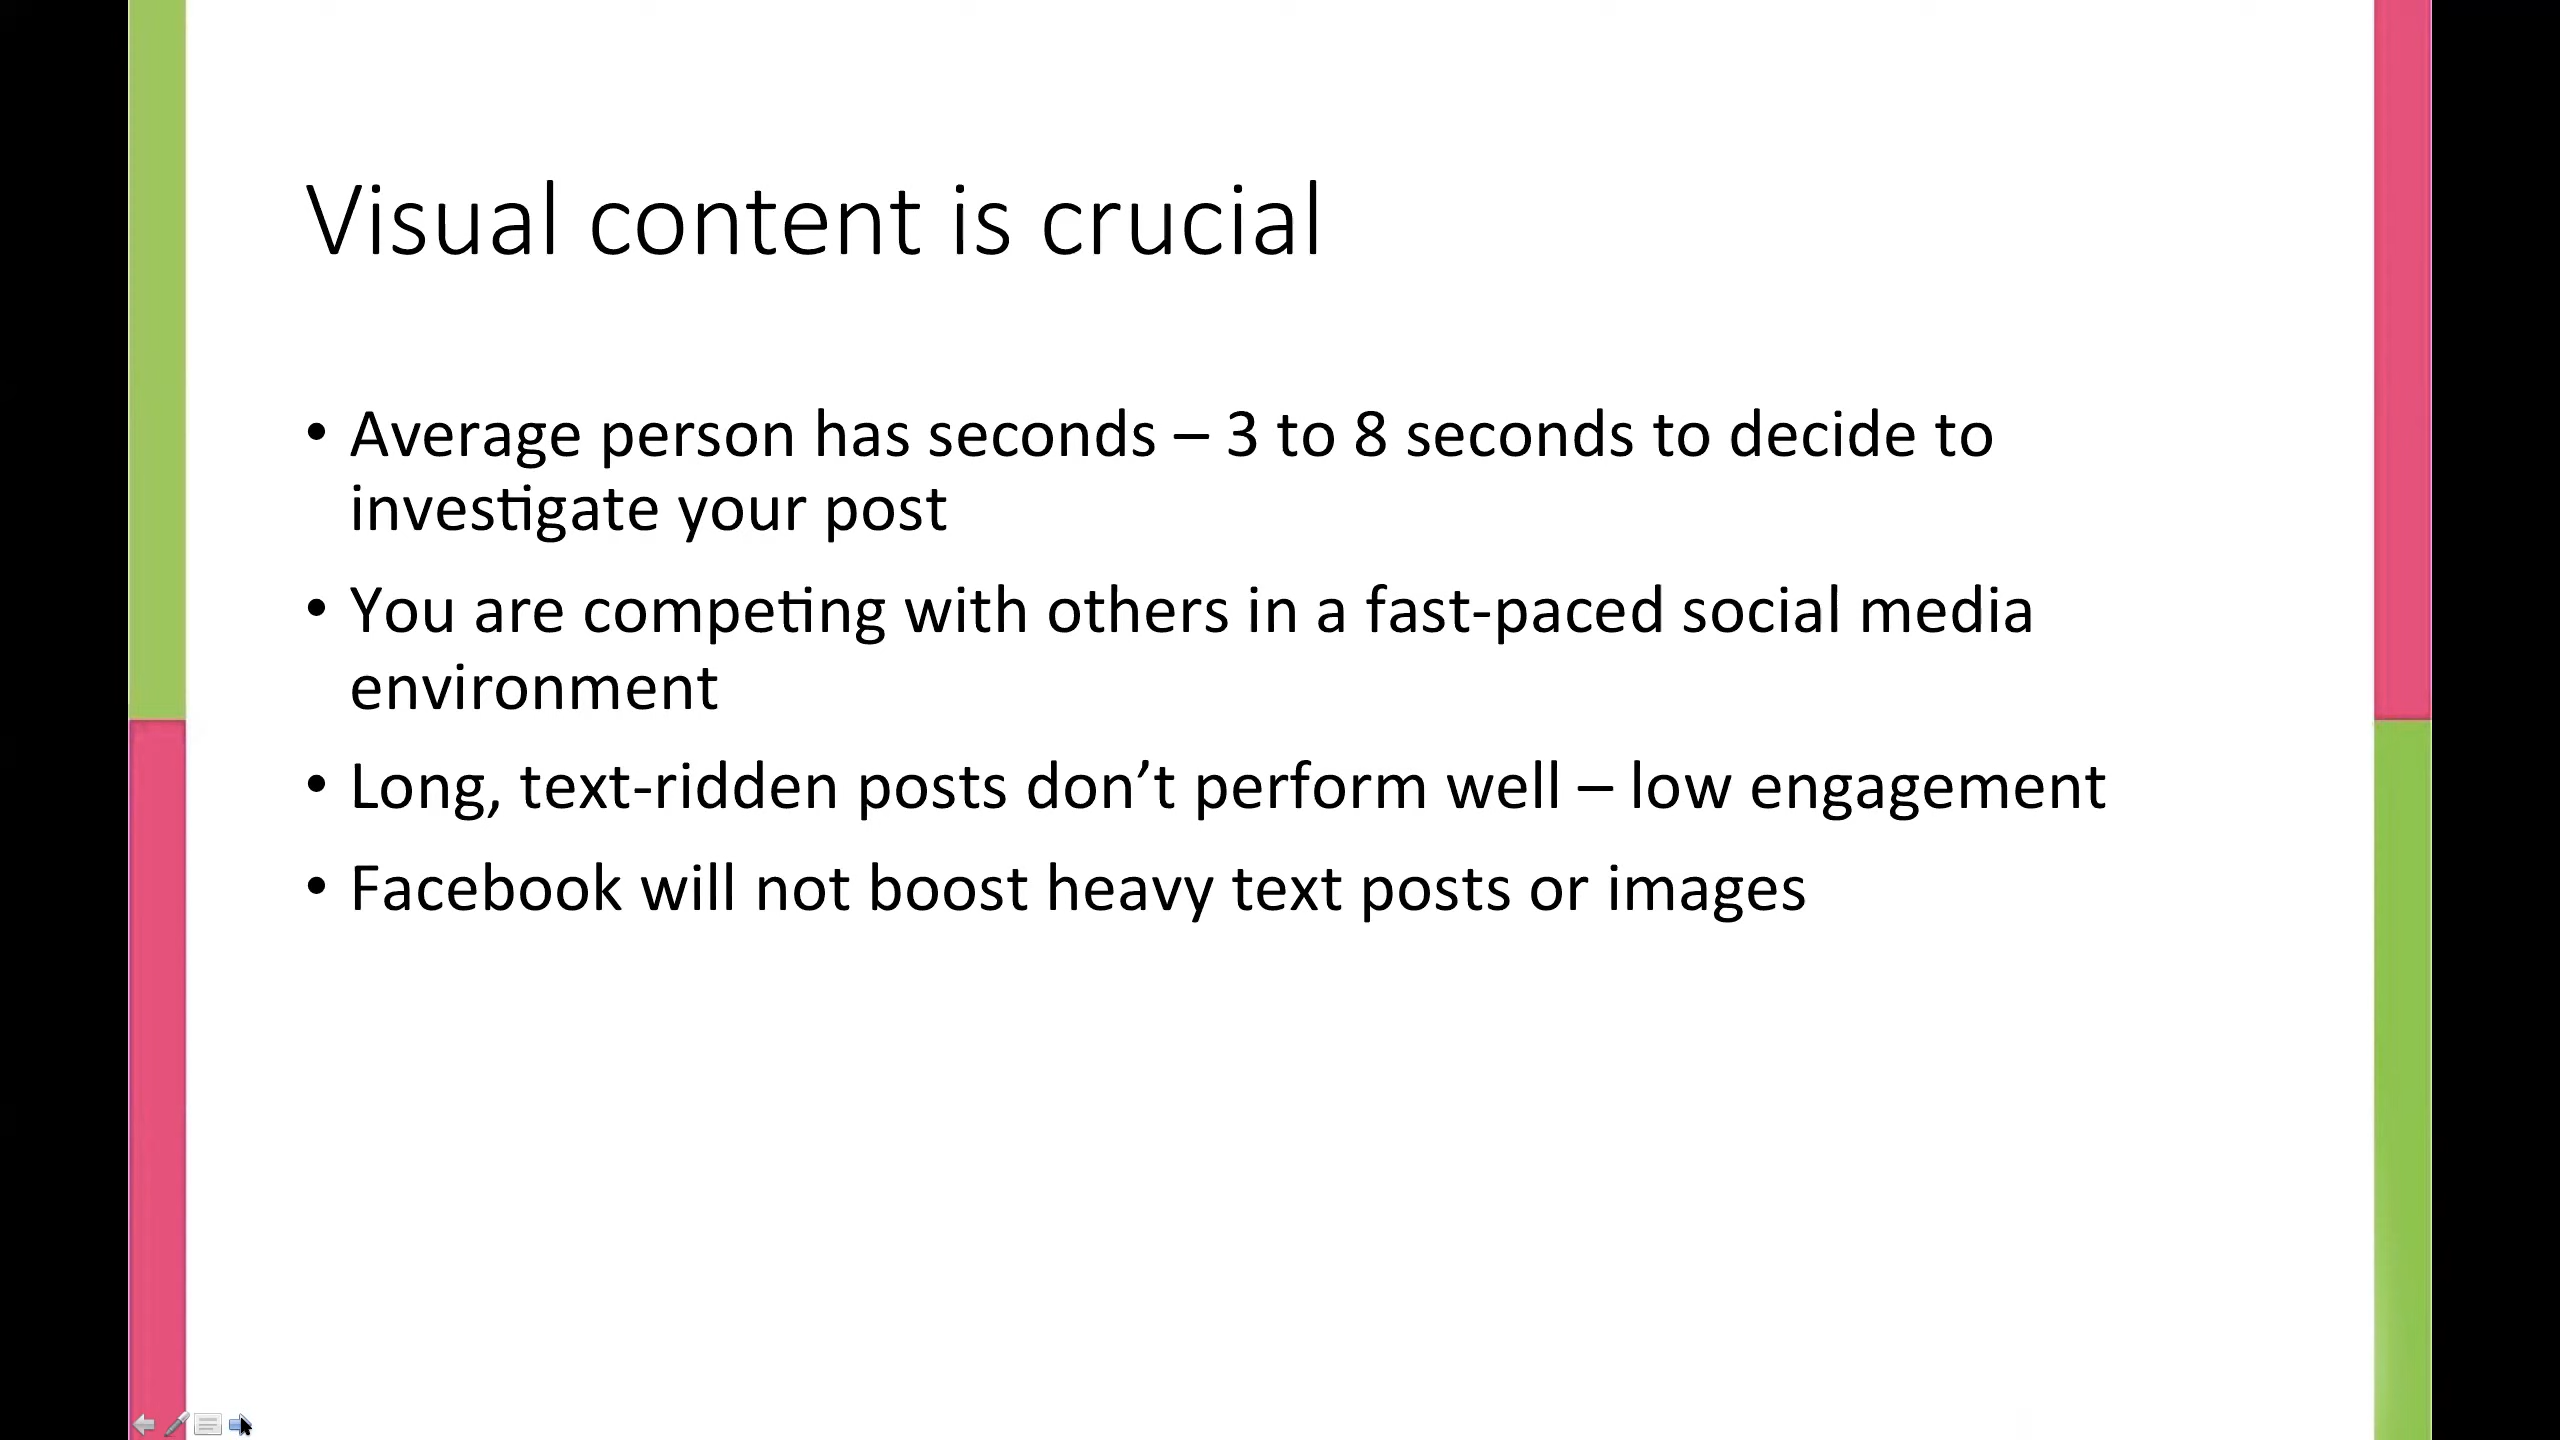 Visual content is crucial
• Average person has seconds – 3 to 8 seconds to decide to
investigate your post
• You are competing with others in a fast-paced social media
environment
• Long, text-ridden posts don’t perform well – low engagement
• Facebook will not boost heavy text posts or images